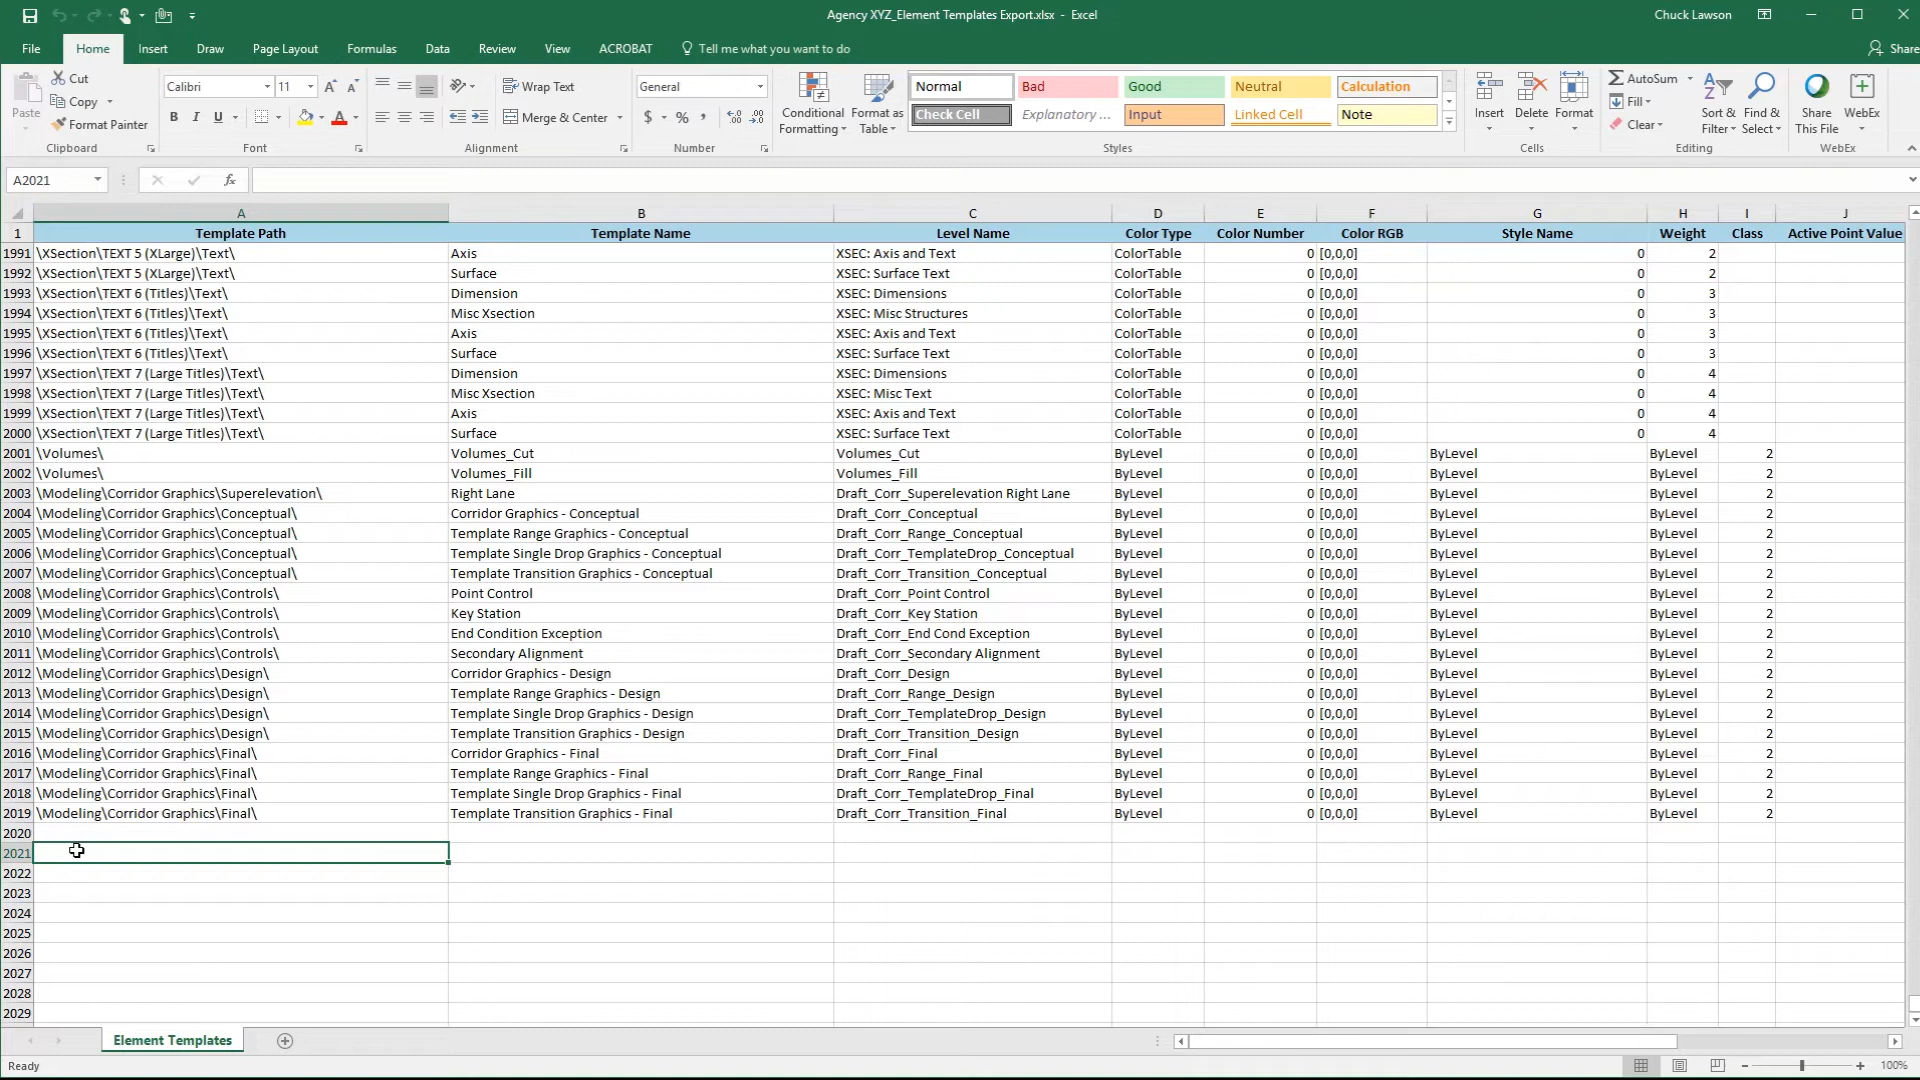 Agency XYZ_Element Templates Export.xlsx - Excel
Chuck Lawson
File Home Insert Draw Page Layout Formulas Data Review View ACROBAT Tell me what you want to do Share
Cut
Copy
Format Painter
Paste
Clipboard
Calibri 11
B I U
Font
Wrap Text
Merge & Center
Alignment
General
$ % ,
Number
Conditional Formatting
Format as Table
Normal Bad Good Neutral Calculation
Check Cell Explanatory ... Input Linked Cell Note
Styles
Insert Delete Format
Cells
AutoSum
Fill
Clear
Sort & Filter
Find & Select
Editing
Share This File
WebEx
WebEx
A2021 fx
A B C D E F G H I J
1 Template Path Template Name Level Name Color Type Color Number Color RGB Style Name Weight Class Active Point Value
1991 \XSection\TEXT 5 (XLarge)\Text\ Axis XSEC: Axis and Text ColorTable 0 [0,0,0] 0 2
1992 \XSection\TEXT 5 (XLarge)\Text\ Surface XSEC: Surface Text ColorTable 0 [0,0,0] 0 2
1993 \XSection\TEXT 6 (Titles)\Text\ Dimension XSEC: Dimensions ColorTable 0 [0,0,0] 0 3
1994 \XSection\TEXT 6 (Titles)\Text\ Misc Xsection XSEC: Misc Structures ColorTable 0 [0,0,0] 0 3
1995 \XSection\TEXT 6 (Titles)\Text\ Axis XSEC: Axis and Text ColorTable 0 [0,0,0] 0 3
1996 \XSection\TEXT 6 (Titles)\Text\ Surface XSEC: Surface Text ColorTable 0 [0,0,0] 0 3
1997 \XSection\TEXT 7 (Large Titles)\Text\ Dimension XSEC: Dimensions ColorTable 0 [0,0,0] 0 4
1998 \XSection\TEXT 7 (Large Titles)\Text\ Misc Xsection XSEC: Misc Text ColorTable 0 [0,0,0] 0 4
1999 \XSection\TEXT 7 (Large Titles)\Text\ Axis XSEC: Axis and Text ColorTable 0 [0,0,0] 0 4
2000 \XSection\TEXT 7 (Large Titles)\Text\ Surface XSEC: Surface Text ColorTable 0 [0,0,0] 0 4
2001 \Volumes\ Volumes_Cut Volumes_Cut ByLevel 0 [0,0,0] ByLevel ByLevel 2
2002 \Volumes\ Volumes_Fill Volumes_Fill ByLevel 0 [0,0,0] ByLevel ByLevel 2
2003 \Modeling\Corridor Graphics\Superelevation\ Right Lane Draft_Corr_Superelevation Right Lane ByLevel 0 [0,0,0] ByLevel ByLevel 2
2004 \Modeling\Corridor Graphics\Conceptual\ Corridor Graphics - Conceptual Draft_Corr_Conceptual ByLevel 0 [0,0,0] ByLevel ByLevel 2
2005 \Modeling\Corridor Graphics\Conceptual\ Template Range Graphics - Conceptual Draft_Corr_Range_Conceptual ByLevel 0 [0,0,0] ByLevel ByLevel 2
2006 \Modeling\Corridor Graphics\Conceptual\ Template Single Drop Graphics - Conceptual Draft_Corr_TemplateDrop_Conceptual ByLevel 0 [0,0,0] ByLevel ByLevel 2
2007 \Modeling\Corridor Graphics\Conceptual\ Template Transition Graphics - Conceptual Draft_Corr_Transition_Conceptual ByLevel 0 [0,0,0] ByLevel ByLevel 2
2008 \Modeling\Corridor Graphics\Controls\ Point Control Draft_Corr_Point Control ByLevel 0 [0,0,0] ByLevel ByLevel 2
2009 \Modeling\Corridor Graphics\Controls\ Key Station Draft_Corr_Key Station ByLevel 0 [0,0,0] ByLevel ByLevel 2
2010 \Modeling\Corridor Graphics\Controls\ End Condition Exception Draft_Corr_End Cond Exception ByLevel 0 [0,0,0] ByLevel ByLevel 2
2011 \Modeling\Corridor Graphics\Controls\ Secondary Alignment Draft_Corr_Secondary Alignment ByLevel 0 [0,0,0] ByLevel ByLevel 2
2012 \Modeling\Corridor Graphics\Design\ Corridor Graphics - Design Draft_Corr_Design ByLevel 0 [0,0,0] ByLevel ByLevel 2
2013 \Modeling\Corridor Graphics\Design\ Template Range Graphics - Design Draft_Corr_Range_Design ByLevel 0 [0,0,0] ByLevel ByLevel 2
2014 \Modeling\Corridor Graphics\Design\ Template Single Drop Graphics - Design Draft_Corr_TemplateDrop_Design ByLevel 0 [0,0,0] ByLevel ByLevel 2
2015 \Modeling\Corridor Graphics\Design\ Template Transition Graphics - Design Draft_Corr_Transition_Design ByLevel 0 [0,0,0] ByLevel ByLevel 2
2016 \Modeling\Corridor Graphics\Final\ Corridor Graphics - Final Draft_Corr_Final ByLevel 0 [0,0,0] ByLevel ByLevel 2
2017 \Modeling\Corridor Graphics\Final\ Template Range Graphics - Final Draft_Corr_Range_Final ByLevel 0 [0,0,0] ByLevel ByLevel 2
2018 \Modeling\Corridor Graphics\Final\ Template Single Drop Graphics - Final Draft_Corr_TemplateDrop_Final ByLevel 0 [0,0,0] ByLevel ByLevel 2
2019 \Modeling\Corridor Graphics\Final\ Template Transition Graphics - Final Draft_Corr_Transition_Final ByLevel 0 [0,0,0] ByLevel ByLevel 2
2020
2021
2022
2023
2024
2025
2026
2027
2028
2029
Element Templates
Ready 100%